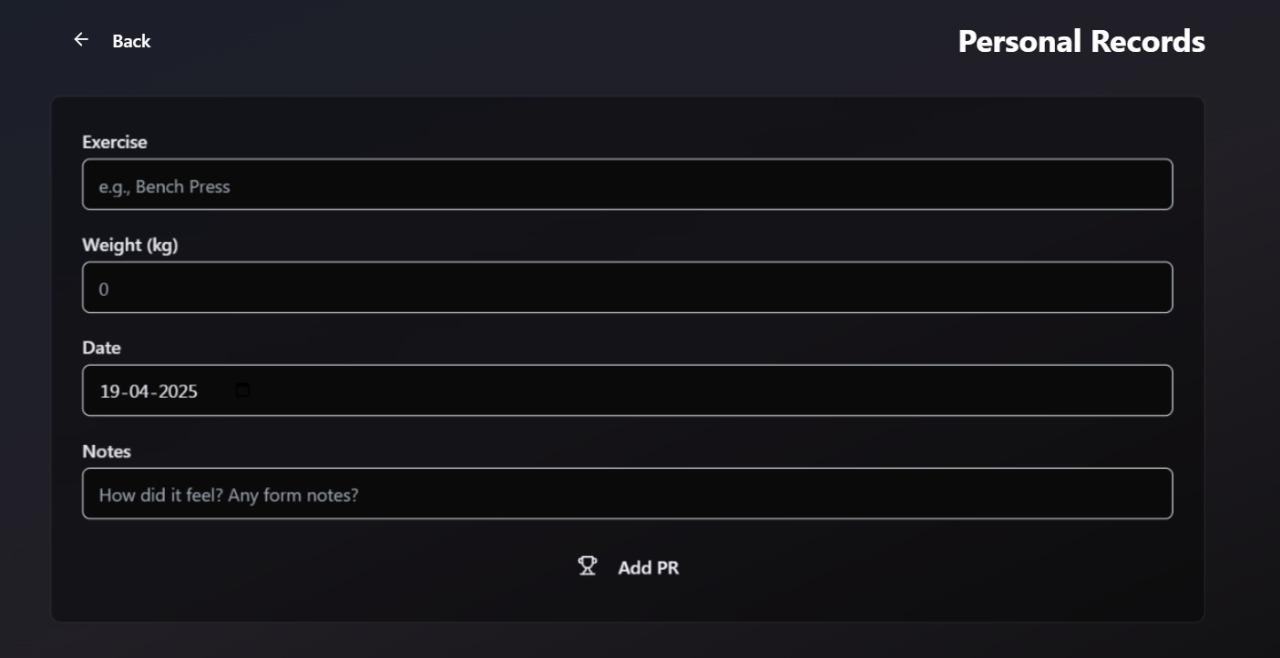 Back
Personal Records
Exercise
e.g., Bench Press
Weight (kg)
0
Date
19-04-2025
Notes
How did it feel? Any form notes?
Add PR